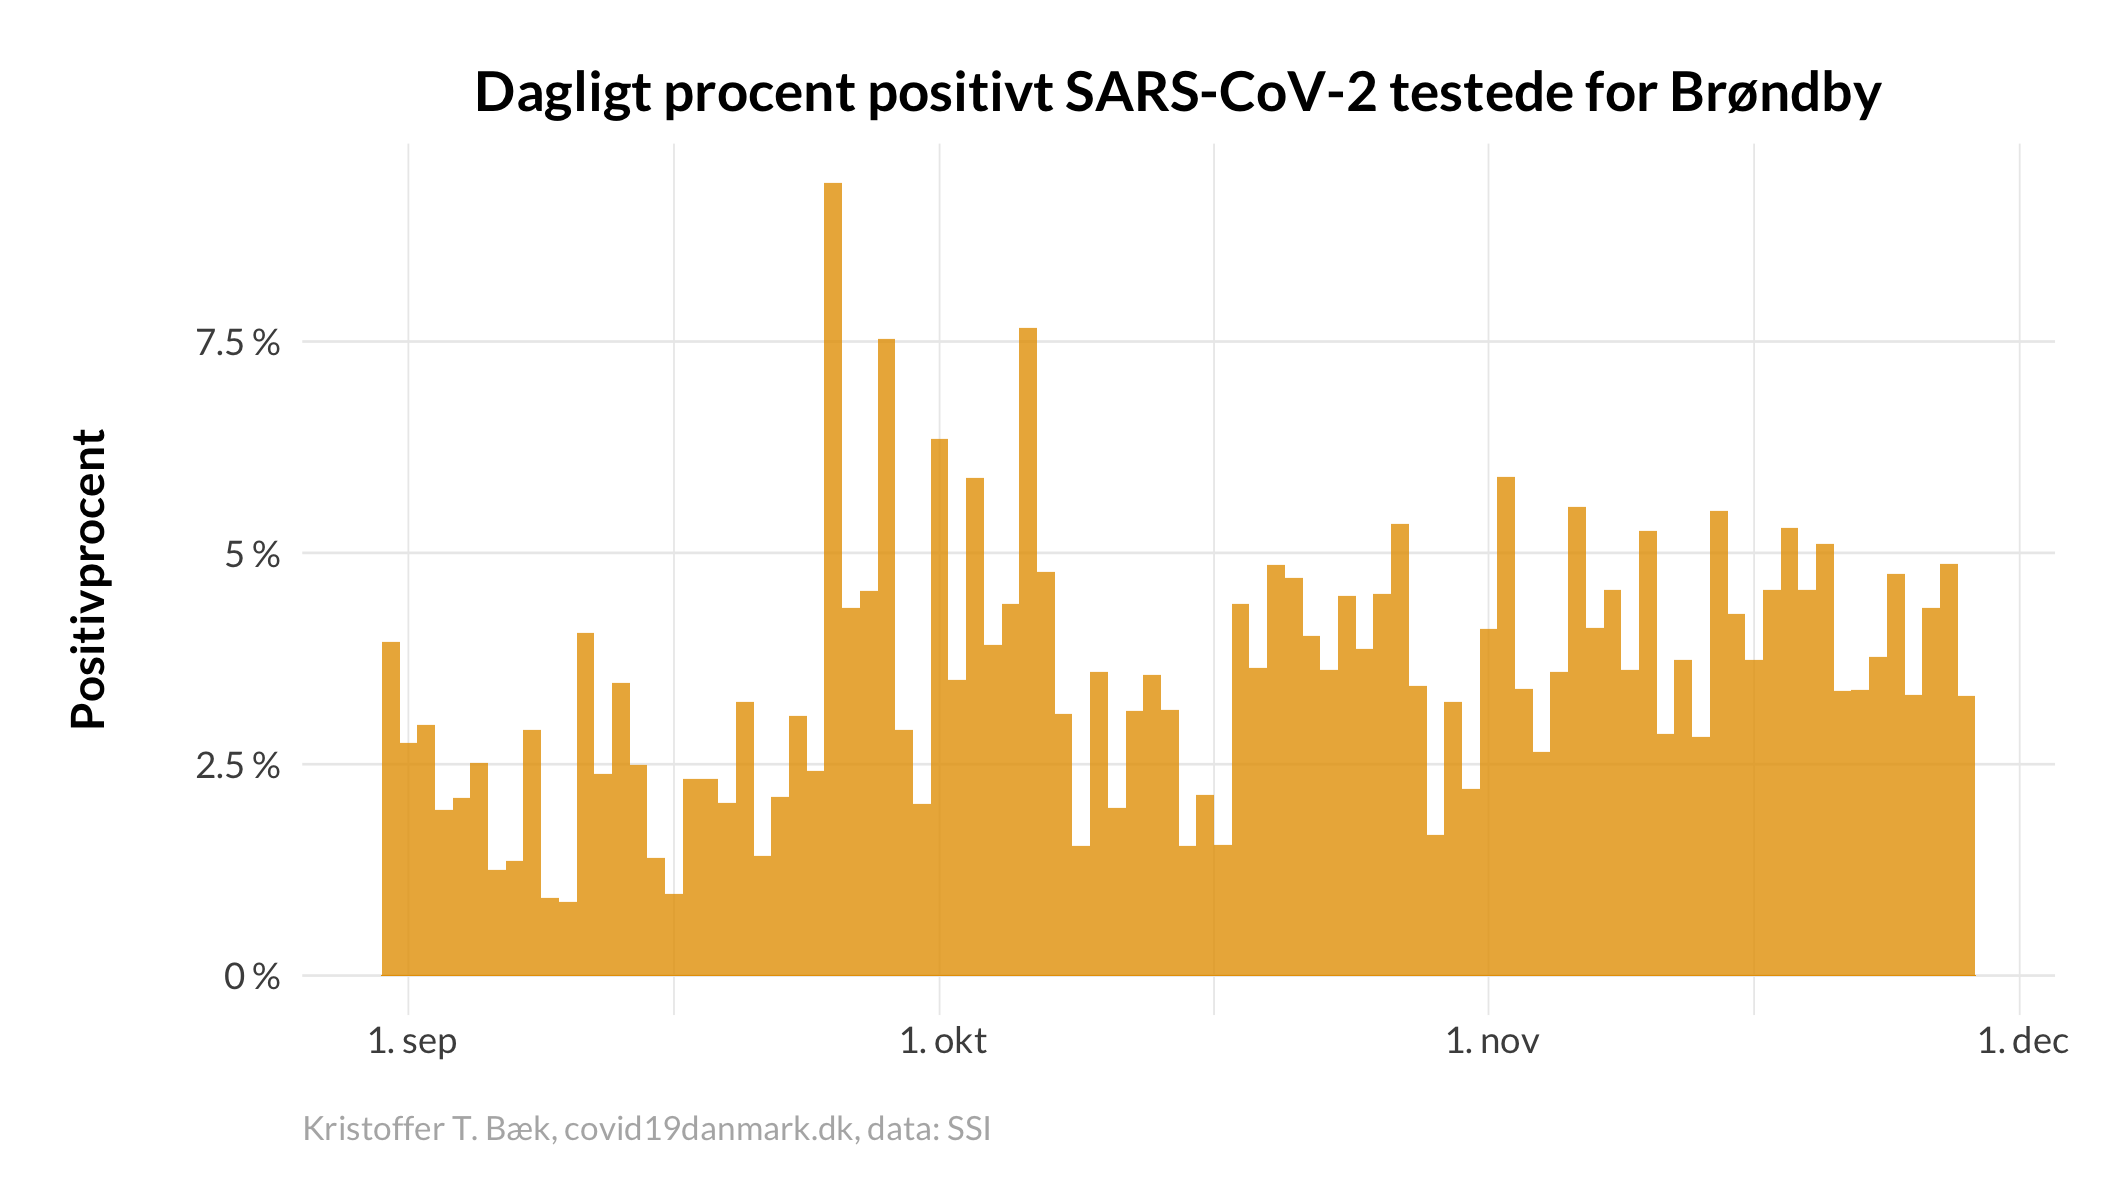 Dagligt procent positivt SARS-CoV-2 testede for Brøndby
Positivprocent
7.5 %
5 %
2.5 %
0 %
1. sep
1. okt
1. nov
1. dec
Kristoffer T. Bæk, covid19danmark.dk, data: SSI